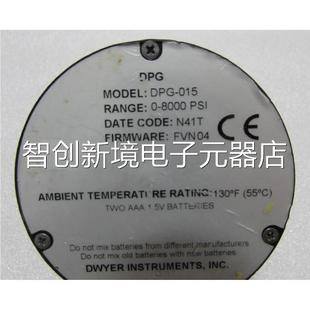 DPG
MODEL: DPG-015
RANGE: 0-8000 PSI
DATE CODE: N41T
FIRMWARE: FVN04
CE
智创新境电子元器店
AMBIENT TEMPERATURE RATING: 130ºF (55ºC)
TWO AAA 1.5V BATTERIES
Do not mix batteries from different manufacturers
Do not mix old batteries with new batteries
DWYER INSTRUMENTS, INC.